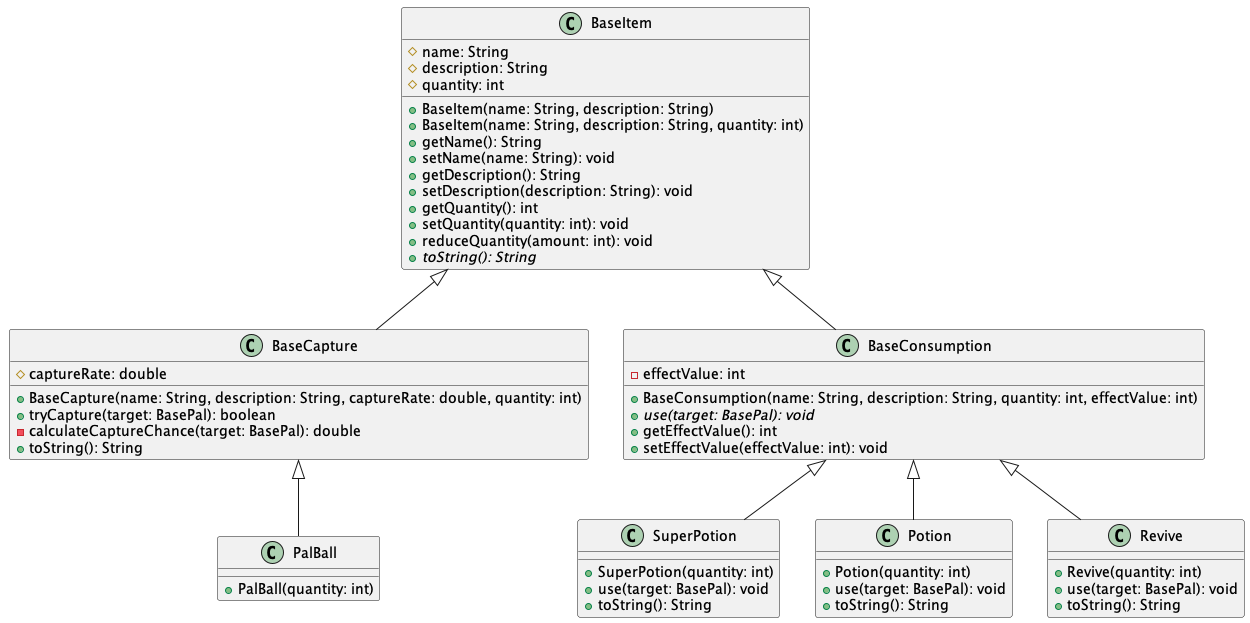 C BaseItem
name: String
description: String
quantity: int
BaseItem(name: String, description: String)
BaseItem(name: String, description: String, quantity: int)
getName(): String
setName(name: String): void
getDescription(): String
setDescription(description: String): void
getQuantity(): int
setQuantity(quantity: int): void
reduceQuantity(amount: int): void
toString(): String
C BaseCapture
captureRate: double
BaseCapture(name: String, description: String, captureRate: double, quantity: int)
tryCapture(target: BasePal): boolean
calculateCaptureChance(target: BasePal): double
toString(): String
C BaseConsumption
effectValue: int
BaseConsumption(name: String, description: String, quantity: int, effectValue: int)
use(target: BasePal): void
getEffectValue(): int
setEffectValue(effectValue: int): void
C PalBall
PalBall(quantity: int)
C SuperPotion
SuperPotion(quantity: int)
use(target: BasePal): void
toString(): String
C Potion
Potion(quantity: int)
use(target: BasePal): void
toString(): String
C Revive
Revive(quantity: int)
use(target: BasePal): void
toString(): String